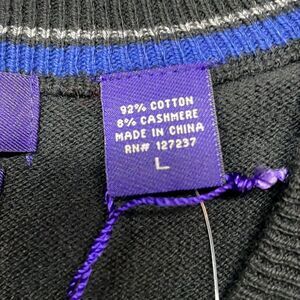 92% COTTON
8% CASHMERE
MADE IN CHINA
RN# 127237
L